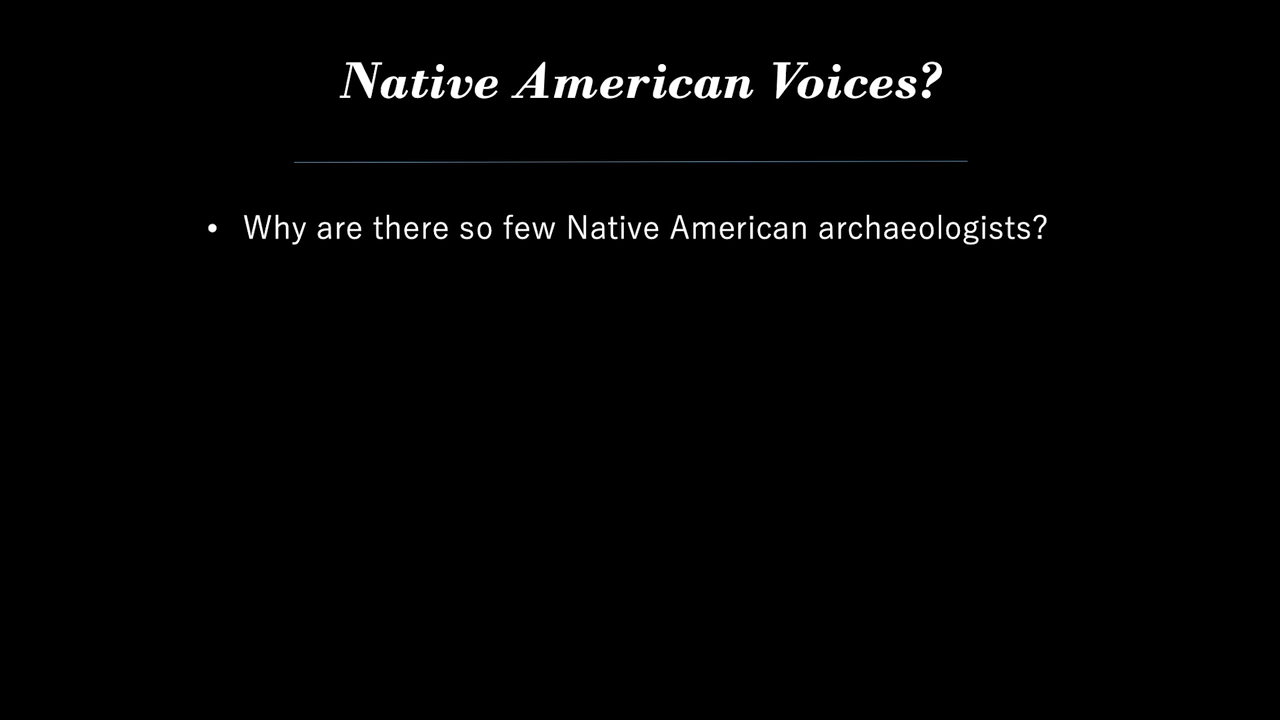 Native American Voices?
• Why are there so few Native American archaeologists?